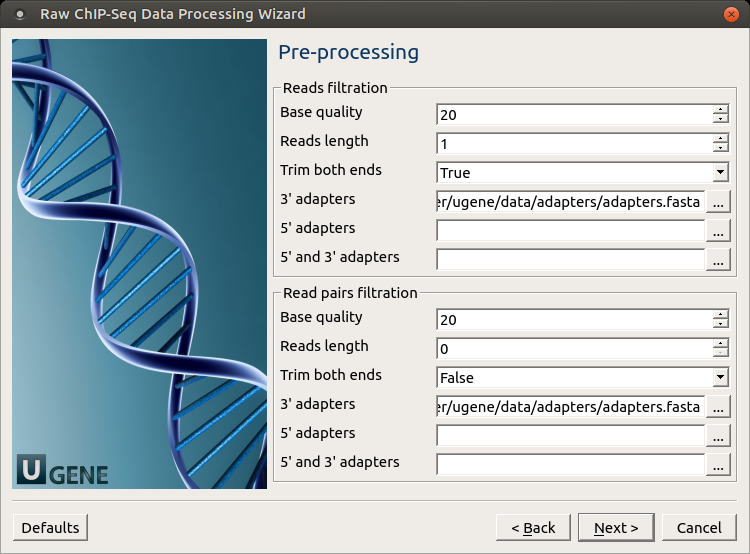 Raw ChIP-Seq Data Processing Wizard
Pre-processing
Reads filtration
Base quality 20
Reads length 1
Trim both ends True
3' adapters er/ugene/data/adapters/adapters.fasta ...
5' adapters ...
5' and 3' adapters ...
Read pairs filtration
Base quality 20
Reads length 0
Trim both ends False
3' adapters er/ugene/data/adapters/adapters.fasta ...
5' adapters ...
5' and 3' adapters ...
U GENE
Defaults < Back Next > Cancel